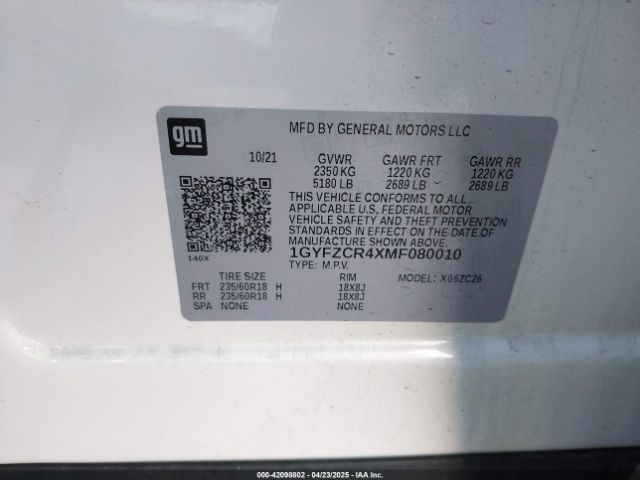 gm
MFD BY GENERAL MOTORS LLC
10/21 GVWR GAWR FRT GAWR RR
2350 KG 1220 KG 1220 KG
5180 LB 2689 LB 2689 LB
THIS VEHICLE CONFORMS TO ALL
APPLICABLE U.S. FEDERAL MOTOR
VEHICLE SAFETY AND THEFT PREVENTION
STANDARDS IN EFFECT ON THE DATE OF
MANUFACTURE SHOWN ABOVE.
140X 1GYFZCR4XMF080010
TYPE: M.P.V. MODEL: X06ZC26
TIRE SIZE RIM
FRT 235/60R18 H 18X8J
RR 235/60R18 H 18X8J
SPA NONE NONE
000-42098802 - 04/23/2025 - IAA Inc.